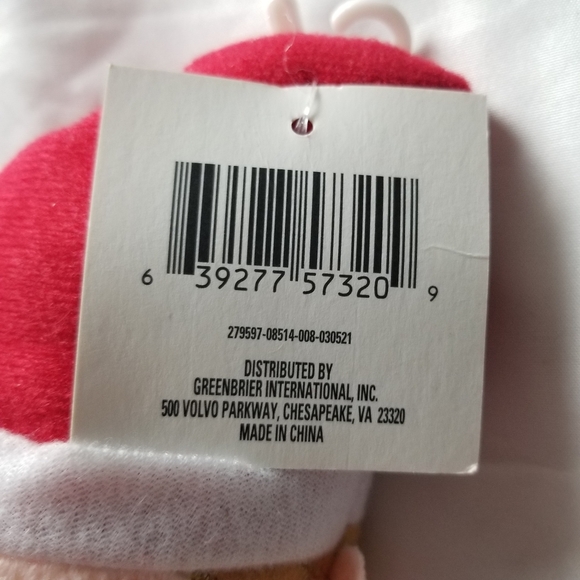 6 39277 57320 9
279597-08514-008-030521
DISTRIBUTED BY
GREENBRIER INTERNATIONAL, INC.
500 VOLVO PARKWAY, CHESAPEAKE, VA 23320
MADE IN CHINA